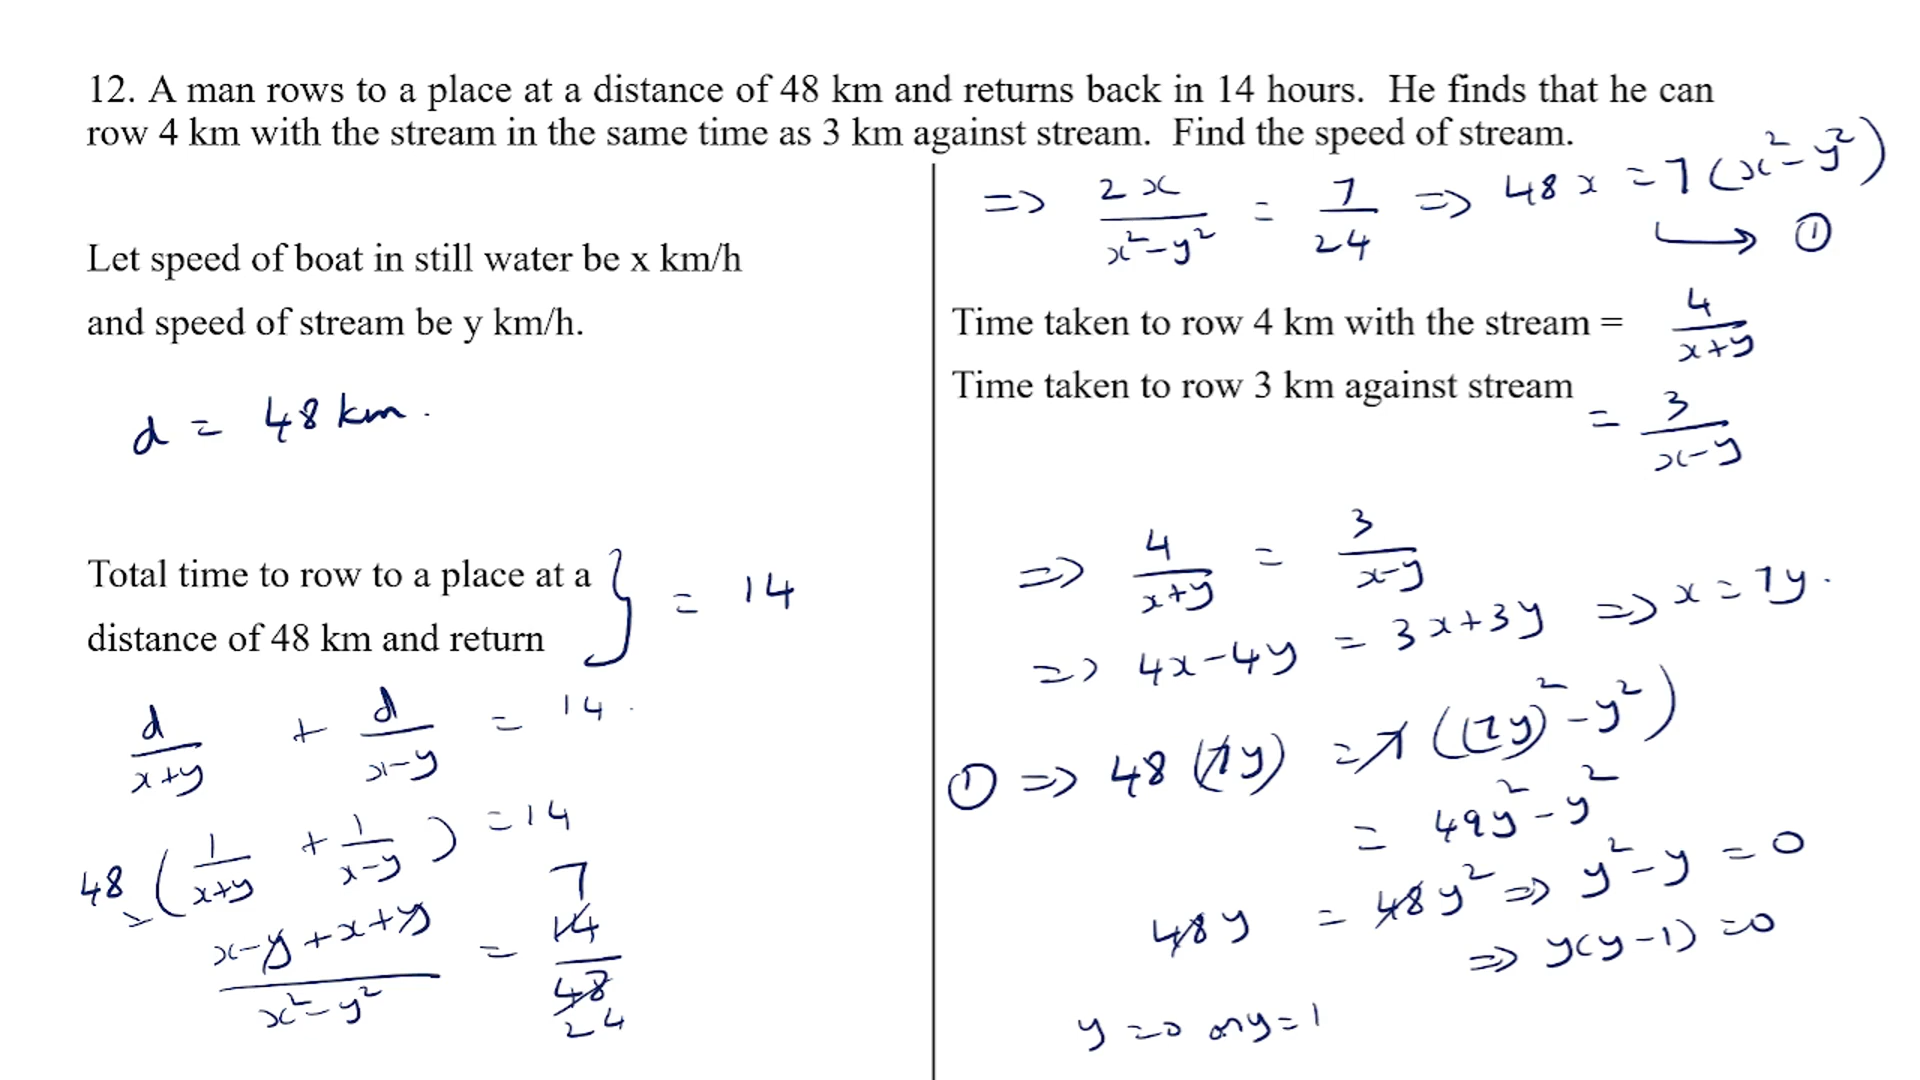 12. A man rows to a place at a distance of 48 km and returns back in 14 hours. He finds that he can
row 4 km with the stream in the same time as 3 km against stream. Find the speed of stream.
Let speed of boat in still water be x km/h
and speed of stream be y km/h.
d = 48 km.
Total time to row to a place at a
distance of 48 km and return } = 14
d/(x+y) + d/(x-y) = 14.
48 (1/(x+y) + 1/(x-y)) = 14
=> (x-y+x+y)/(x²-y²) = 14/48 7/24
=> 2x/(x²-y²) = 7/24 => 48x = 7(x²-y²)
↳ ①
Time taken to row 4 km with the stream = 4/(x+y)
Time taken to row 3 km against stream = 3/(x-y)
=> 4/(x+y) = 3/(x-y)
=> 4x-4y = 3x+3y => x = 7y.
① => 48(7y) = 7((7y)²-y²)
= 49y²-y²
48y = 48y² => y²-y = 0
=> y(y-1) = 0
y = 0 or y = 1